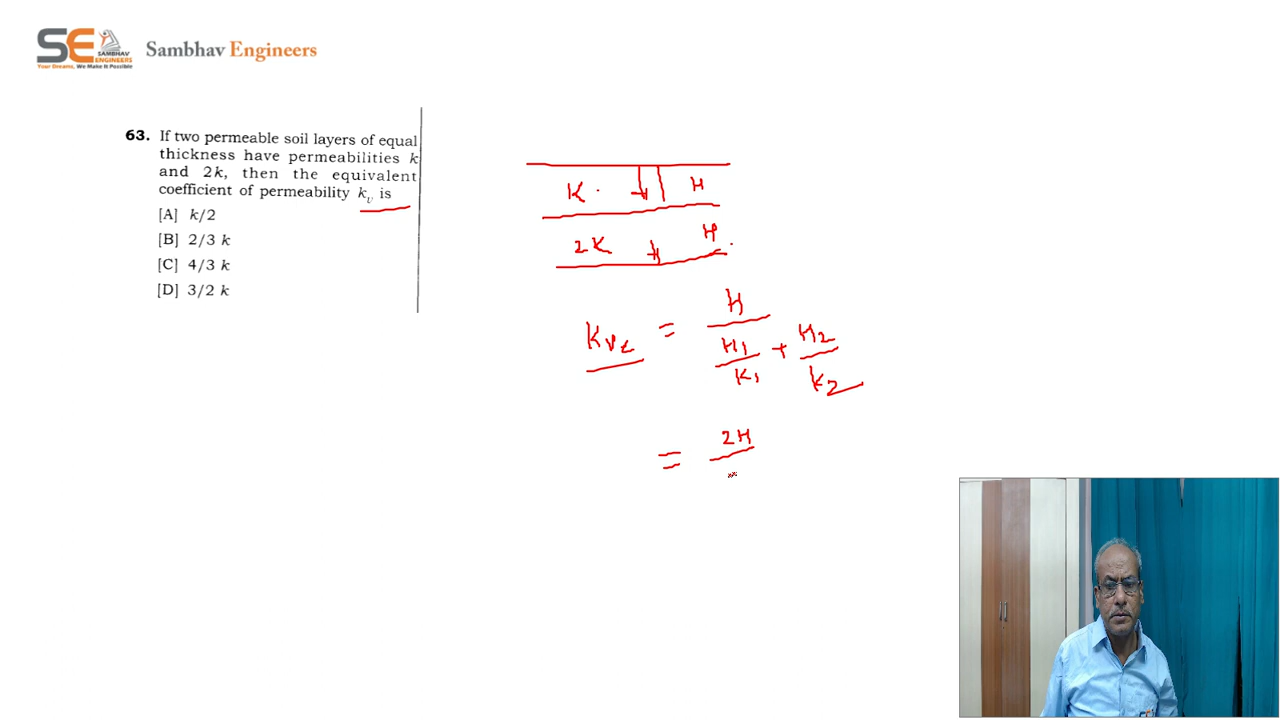 SE
SAMBHAV
ENGINEERS
Your Dreams, We Make It Possible
Sambhav Engineers
63. If two permeable soil layers of equal
thickness have permeabilities k
and 2k, then the equivalent
coefficient of permeability kᵥ is
[A] k/2
[B] 2/3 k
[C] 4/3 k
[D] 3/2 k
K. H
2K H.
Kve = H / (H1/K1 + H2/K2)
= 2H